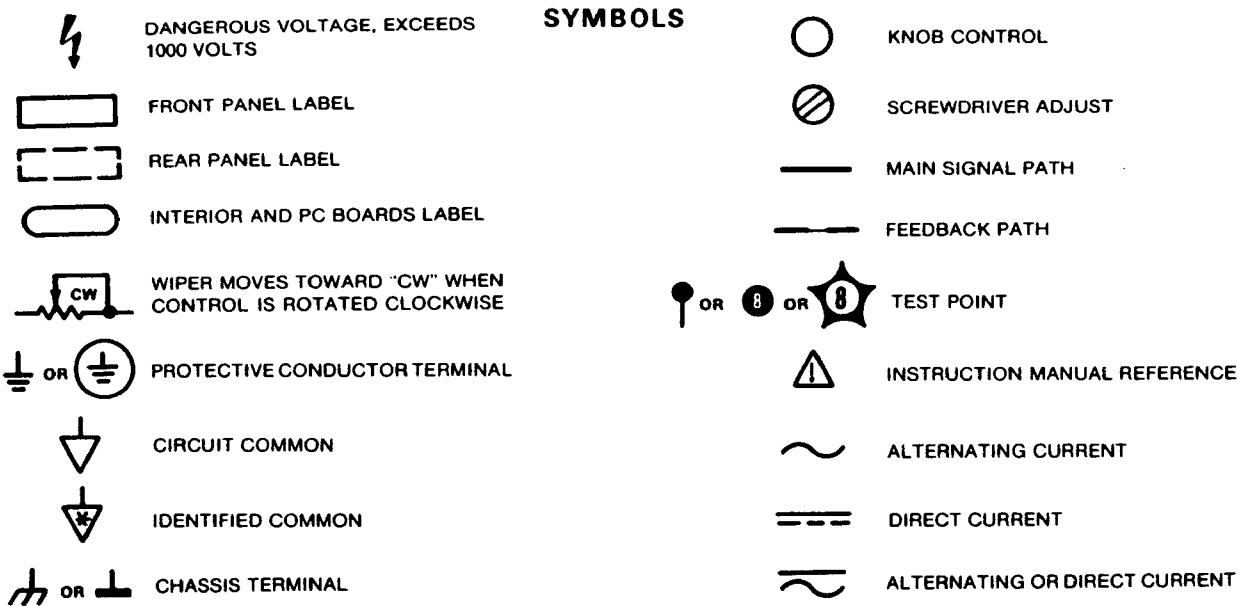 SYMBOLS
DANGEROUS VOLTAGE, EXCEEDS
1000 VOLTS
FRONT PANEL LABEL
REAR PANEL LABEL
INTERIOR AND PC BOARDS LABEL
CW
WIPER MOVES TOWARD "CW" WHEN
CONTROL IS ROTATED CLOCKWISE
OR
PROTECTIVE CONDUCTOR TERMINAL
CIRCUIT COMMON
*
IDENTIFIED COMMON
OR
CHASSIS TERMINAL
KNOB CONTROL
SCREWDRIVER ADJUST
MAIN SIGNAL PATH
FEEDBACK PATH
OR 8 OR 8
TEST POINT
!
INSTRUCTION MANUAL REFERENCE
ALTERNATING CURRENT
DIRECT CURRENT
ALTERNATING OR DIRECT CURRENT